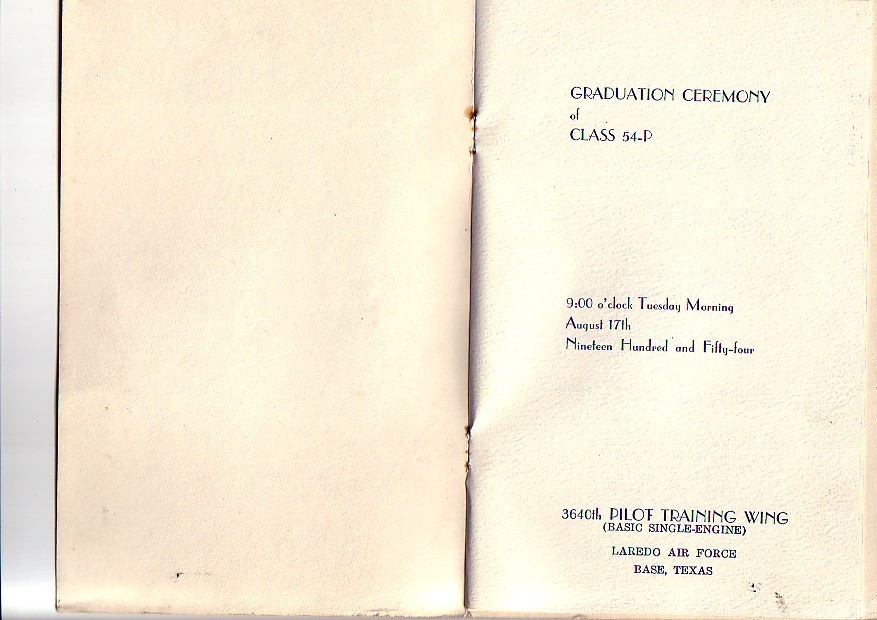 GRADUATION CEREMONY
of
CLASS 54-P
9:00 o'clock Tuesday Morning
August 17th
Nineteen Hundred and Fifty-four
3640th PILOT TRAINING WING
(BASIC SINGLE-ENGINE)
LAREDO AIR FORCE
BASE, TEXAS